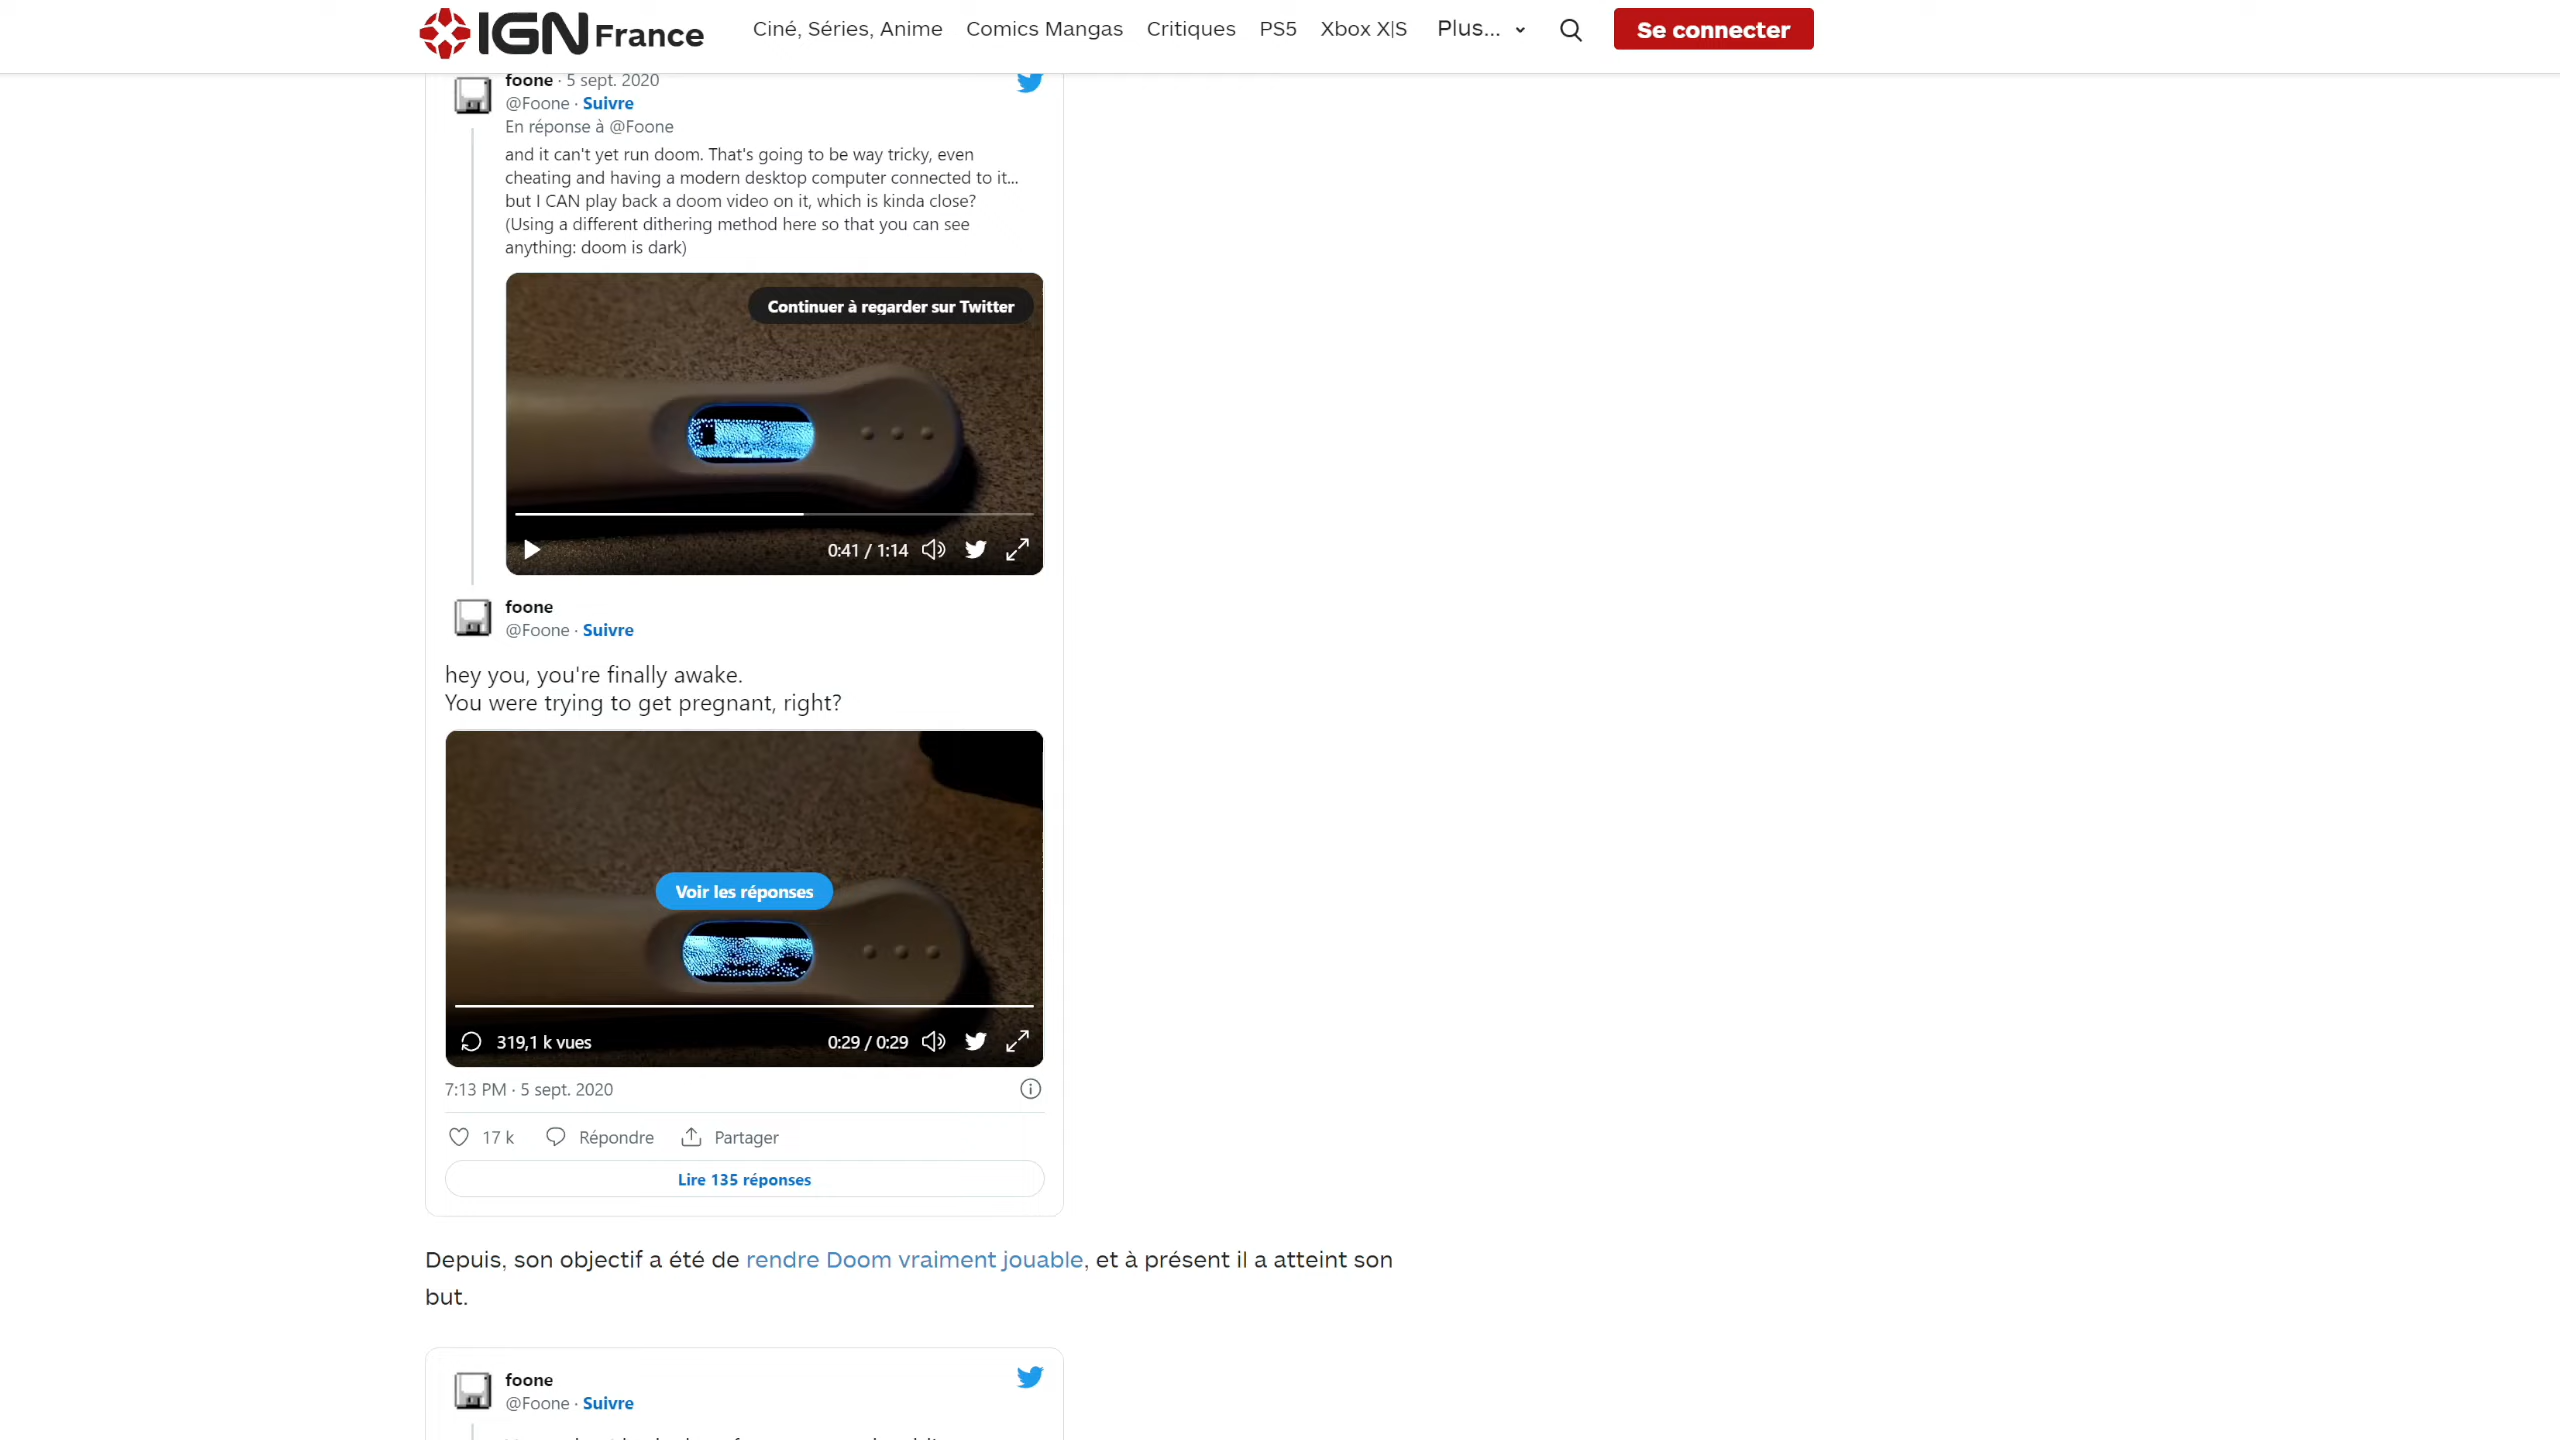 IGN France
Ciné, Séries, Anime
Comics Mangas
Critiques
PS5
Xbox X|S
Plus...
Se connecter
foone · 5 sept. 2020
@Foone · Suivre
En réponse à @Foone
and it can't yet run doom. That's going to be way tricky, even
cheating and having a modern desktop computer connected to it...
but I CAN play back a doom video on it, which is kinda close?
(Using a different dithering method here so that you can see
anything: doom is dark)
Continuer à regarder sur Twitter
0:41 / 1:14
foone
@Foone · Suivre
hey you, you're finally awake.
You were trying to get pregnant, right?
Voir les réponses
319,1 k vues
0:29 / 0:29
7:13 PM · 5 sept. 2020
17 k
Répondre
Partager
Lire 135 réponses
Depuis, son objectif a été de rendre Doom vraiment jouable, et à présent il a atteint son
but.
foone
@Foone · Suivre